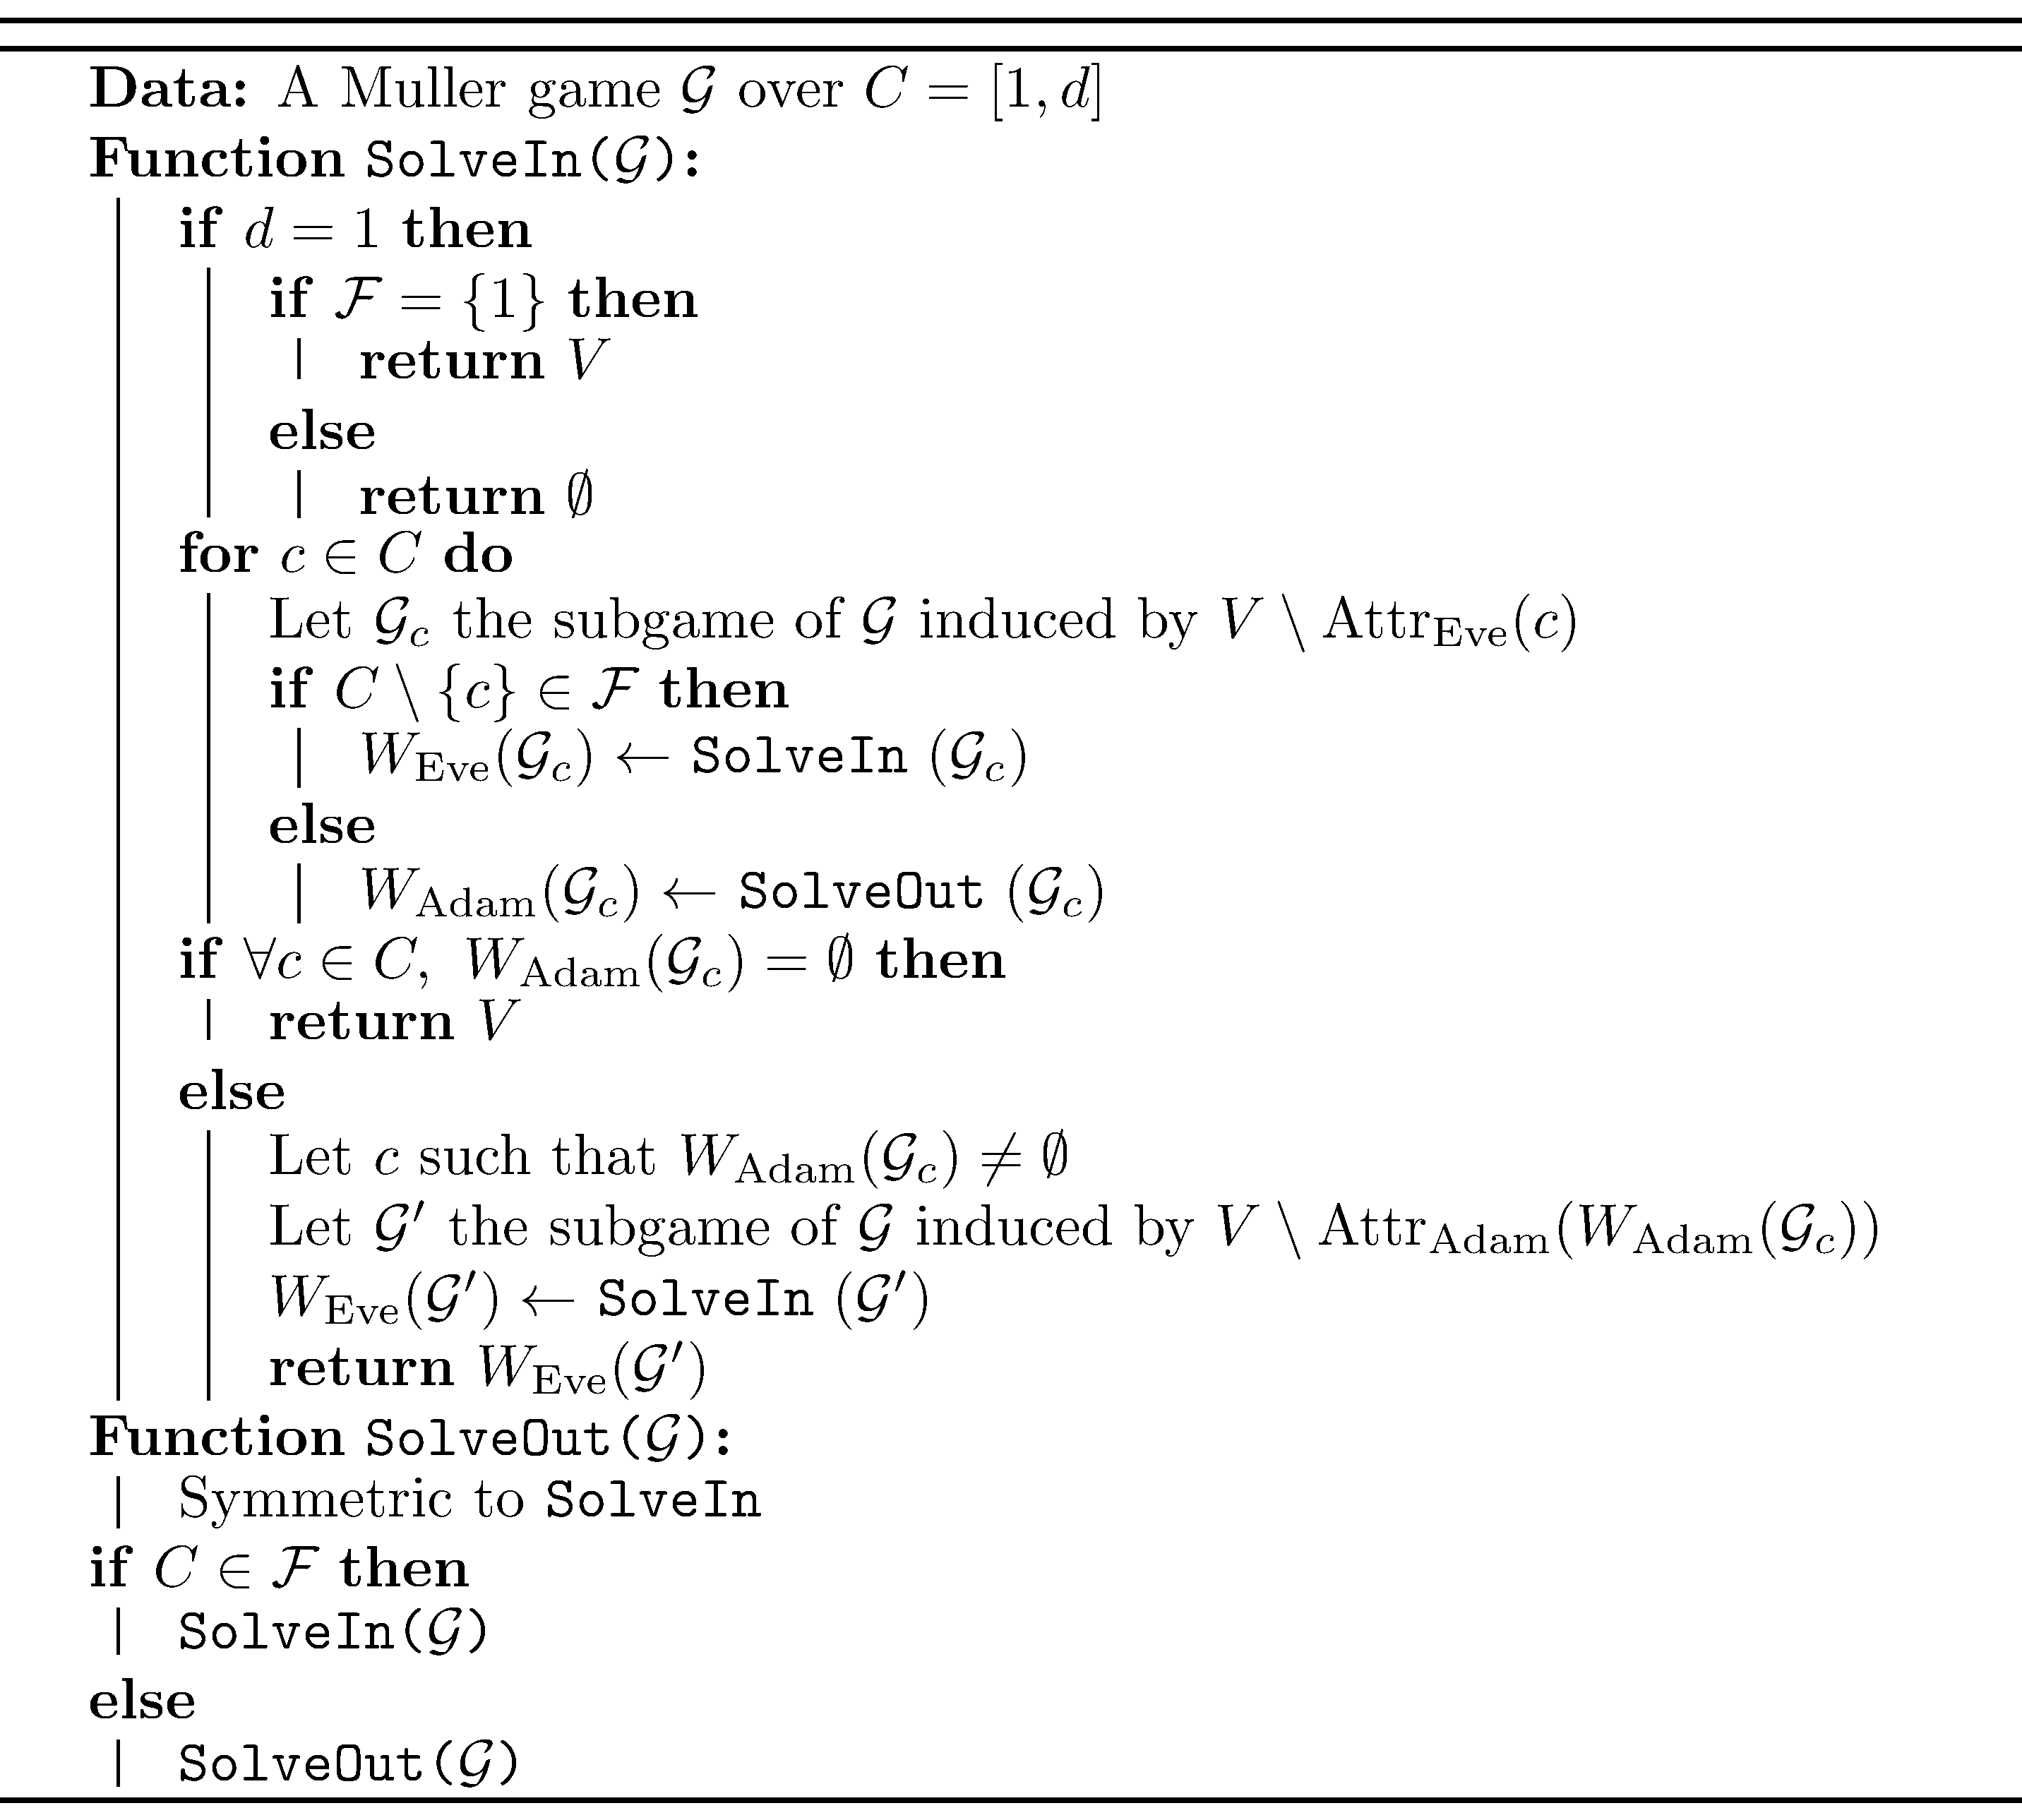 Data: A Muller game 𝒢 over C = [1, d]
Function SolveIn(𝒢):
if d = 1 then
if ℱ = {1} then
return V
else
return ∅
for c ∈ C do
Let 𝒢_c the subgame of 𝒢 induced by V \ Attr_Eve(c)
if C \ {c} ∈ ℱ then
W_Eve(𝒢_c) ← SolveIn (𝒢_c)
else
W_Adam(𝒢_c) ← SolveOut (𝒢_c)
if ∀c ∈ C, W_Adam(𝒢_c) = ∅ then
return V
else
Let c such that W_Adam(𝒢_c) ≠ ∅
Let 𝒢′ the subgame of 𝒢 induced by V \ Attr_Adam(W_Adam(𝒢_c))
W_Eve(𝒢′) ← SolveIn (𝒢′)
return W_Eve(𝒢′)
Function SolveOut(𝒢):
Symmetric to SolveIn
if C ∈ ℱ then
SolveIn(𝒢)
else
SolveOut(𝒢)